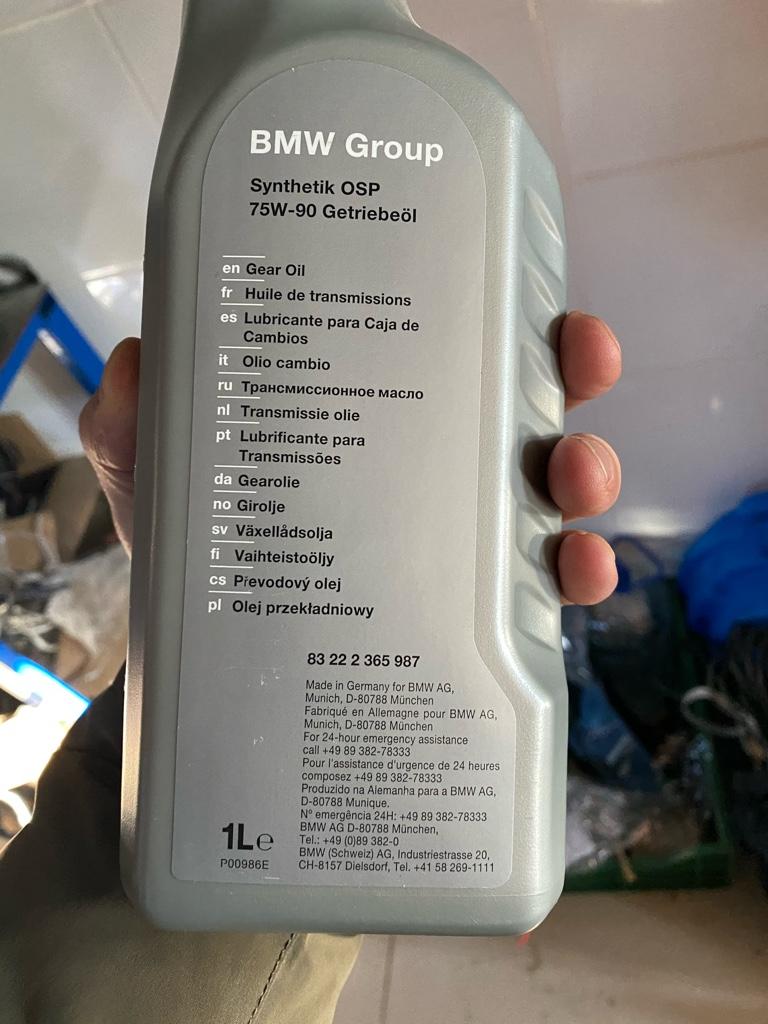 BMW Group
Synthetik OSP
75W-90 Getriebeöl
en Gear Oil
fr Huile de transmissions
es Lubricante para Caja de
Cambios
it Olio cambio
ru Трансмиссионное масло
nl Transmissie olie
pt Lubrificante para
Transmissões
da Gearolie
no Girolje
sv Växellådsolja
fi Vaihteistoöljy
cs Převodový olej
pl Olej przekładniowy
83 22 2 365 987
Made in Germany for BMW AG,
Munich, D-80788 München
Fabriqué en Allemagne pour BMW AG,
Munich, D-80788 München
For 24-hour emergency assistance
call +49 89 382-78333
Pour l'assistance d'urgence de 24 heures
composez +49 89 382-78333
Produzido na Alemanha para a BMW AG,
D-80788 Munique.
N° emergência 24H: +49 89 382-78333
BMW AG D-80788 München,
Tel.: +49 (0)89 382-0
BMW (Schweiz) AG, Industriestrasse 20,
CH-8157 Dielsdorf, Tel. +41 58 269-1111
1L e
P00986E